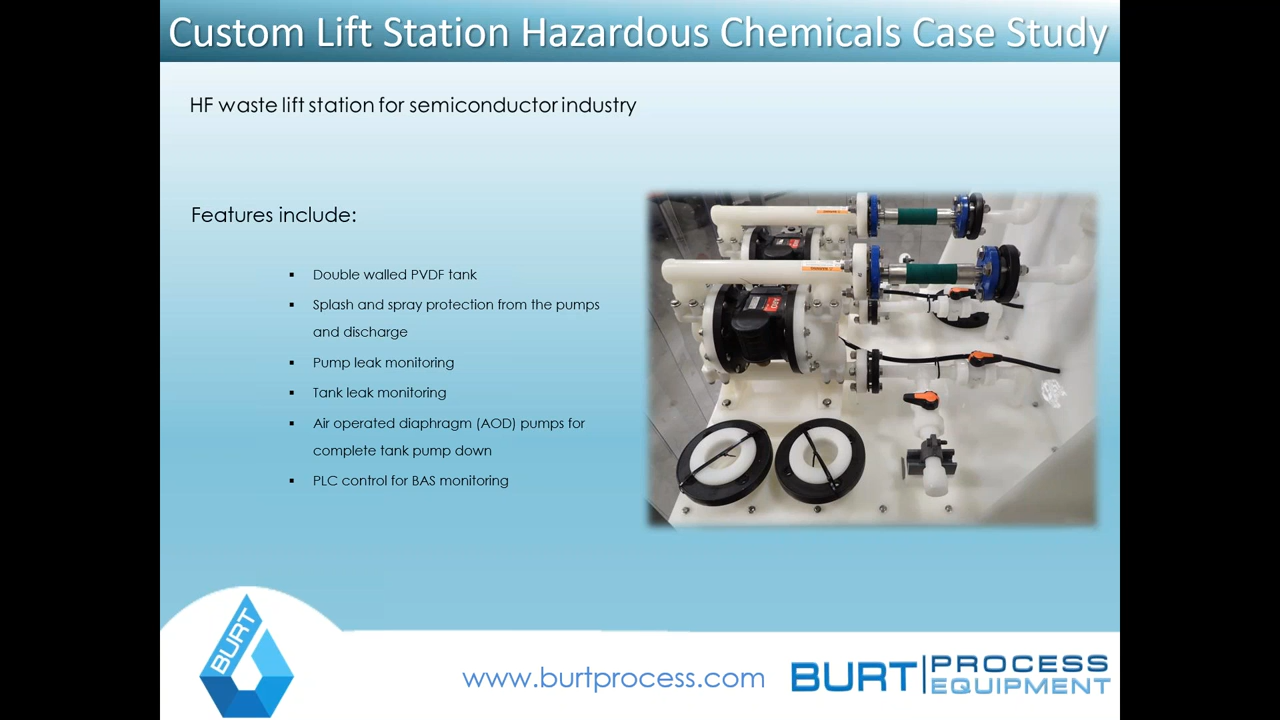 Custom Lift Station Hazardous Chemicals Case Study
HF waste lift station for semiconductor industry
Features include:
Double walled PVDF tank
Splash and spray protection from the pumps
and discharge
Pump leak monitoring
Tank leak monitoring
Air operated diaphragm (AOD) pumps for
complete tank pump down
PLC control for BAS monitoring
BURT
www.burtprocess.com
BURT PROCESS
EQUIPMENT